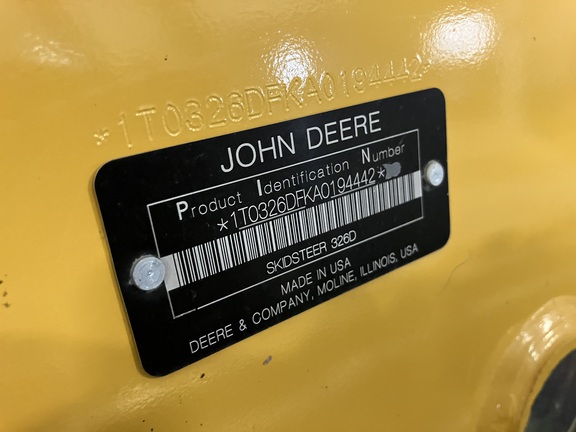 *1T0326DFKA0194442*
JOHN DEERE
Product Identification Number
*1T0326DFKA0194442*
SKIDSTEER 326D
MADE IN USA
DEERE & COMPANY, MOLINE, ILLINOIS, USA